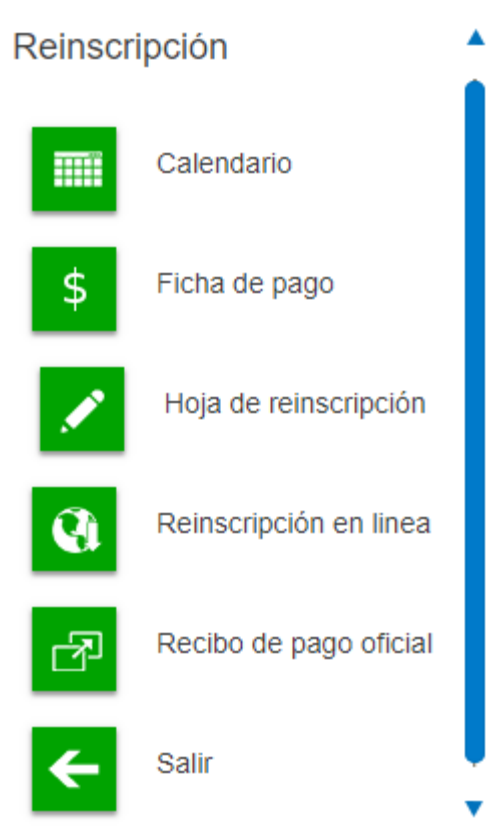 Reinscripción
Calendario
$
Ficha de pago
Hoja de reinscripción
Reinscripción en linea
Recibo de pago oficial
Salir